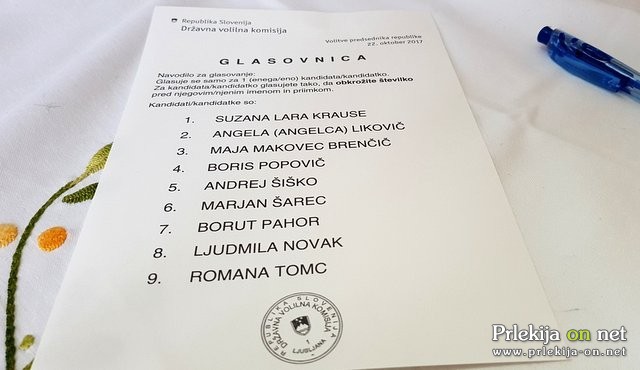 Republika Slovenija
Državna volilna komisija
Volitve predsednika republike
22. oktober 2017
GLASOVNICA
Navodilo za glasovanje:
Glasuje se samo za 1 (enega/eno) kandidata/kandidatko.
Za kandidata/kandidatko glasujete tako, da obkrožite številko
pred njegovim/njenim imenom in priimkom.
Kandidati/kandidatke so:
1. SUZANA LARA KRAUSE
2. ANGELA (ANGELCA) LIKOVIČ
3. MAJA MAKOVEC BRENČIČ
4. BORIS POPOVIČ
5. ANDREJ ŠIŠKO
6. MARJAN ŠAREC
7. BORUT PAHOR
8. LJUDMILA NOVAK
9. ROMANA TOMC
REPUBLIKA SLOVENIJA
DRŽAVNA VOLILNA KOMISIJA
1
LJUBLJANA
Prlekija on net
www.prlekija-on.net